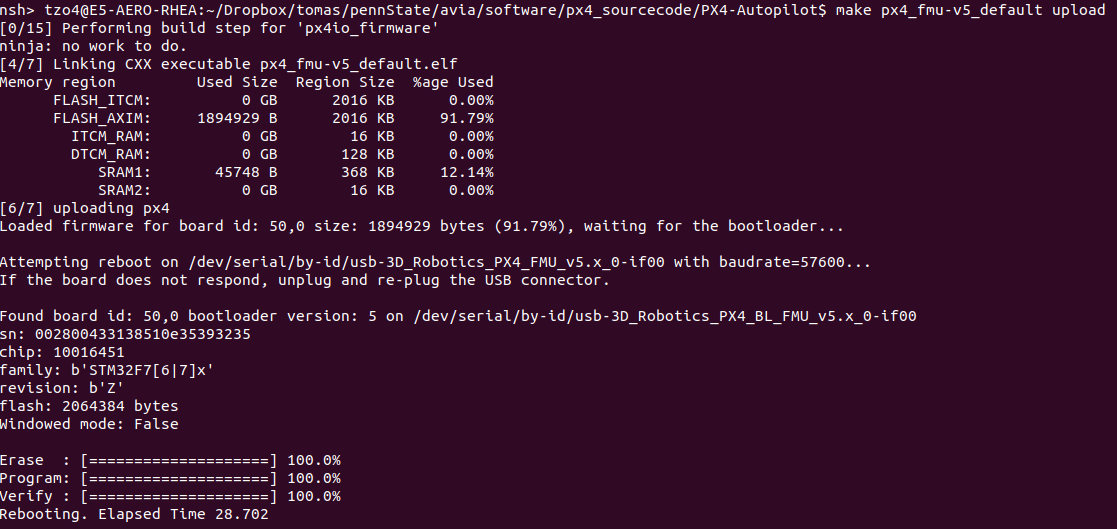 nsh> tzo4@E5-AERO-RHEA:~/Dropbox/tomas/pennState/avia/software/px4_sourcecode/PX4-Autopilot$ make px4_fmu-v5_default upload
[0/15] Performing build step for 'px4io_firmware'
ninja: no work to do.
[4/7] Linking CXX executable px4_fmu-v5_default.elf
Memory region         Used Size  Region Size  %age Used
      FLASH_ITCM:          0 GB      2016 KB      0.00%
      FLASH_AXIM:     1894929 B      2016 KB     91.79%
        ITCM_RAM:          0 GB        16 KB      0.00%
        DTCM_RAM:          0 GB       128 KB      0.00%
           SRAM1:       45748 B       368 KB     12.14%
           SRAM2:          0 GB        16 KB      0.00%
[6/7] uploading px4
Loaded firmware for board id: 50,0 size: 1894929 bytes (91.79%), waiting for the bootloader...

Attempting reboot on /dev/serial/by-id/usb-3D_Robotics_PX4_FMU_v5.x_0-if00 with baudrate=57600...
If the board does not respond, unplug and re-plug the USB connector.

Found board id: 50,0 bootloader version: 5 on /dev/serial/by-id/usb-3D_Robotics_PX4_BL_FMU_v5.x_0-if00
sn: 002800433138510e35393235
chip: 10016451
family: b'STM32F7[6|7]x'
revision: b'Z'
flash: 2064384 bytes
Windowed mode: False

Erase  : [====================] 100.0%
Program: [====================] 100.0%
Verify : [====================] 100.0%
Rebooting. Elapsed Time 28.702